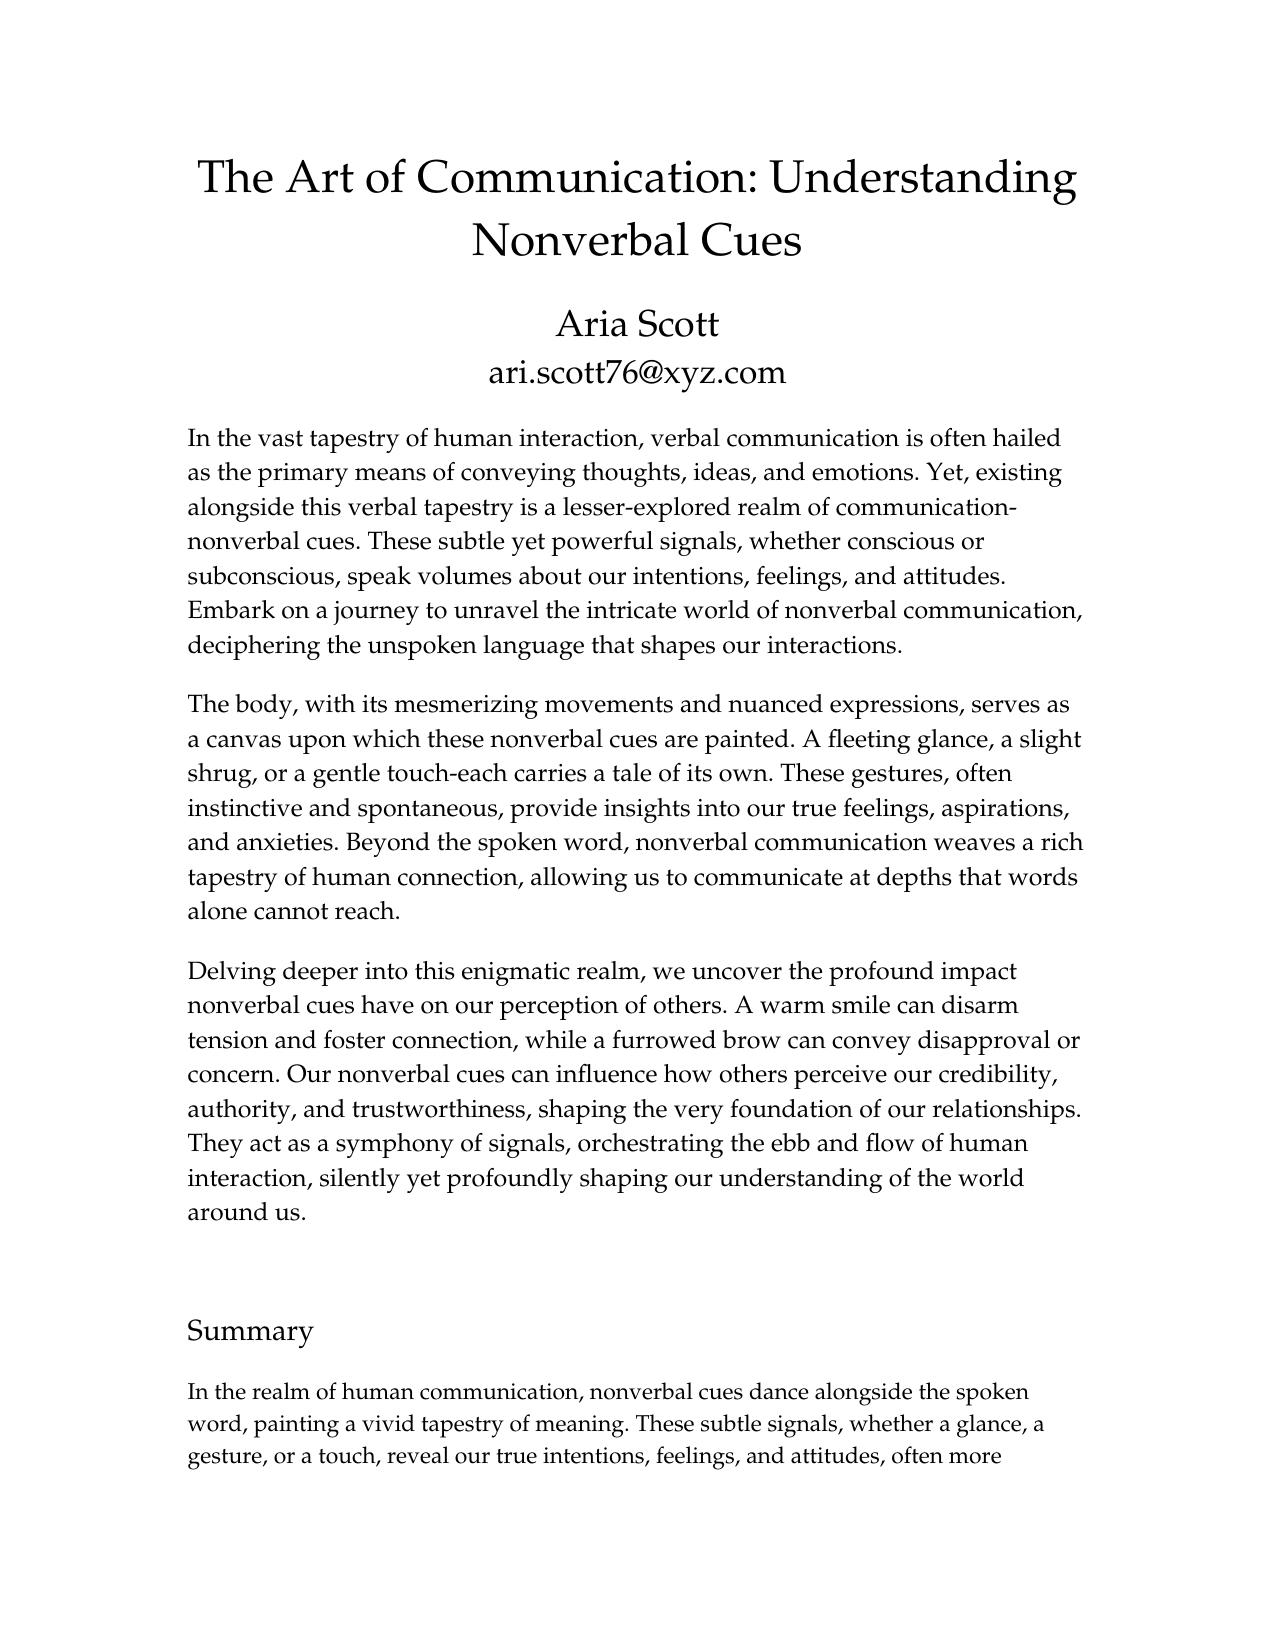 The Art of Communication: Understanding
Nonverbal Cues
Aria Scott
ari.scott76@xyz.com
In the vast tapestry of human interaction, verbal communication is often hailed
as the primary means of conveying thoughts, ideas, and emotions. Yet, existing
alongside this verbal tapestry is a lesser-explored realm of communication-
nonverbal cues. These subtle yet powerful signals, whether conscious or
subconscious, speak volumes about our intentions, feelings, and attitudes.
Embark on a journey to unravel the intricate world of nonverbal communication,
deciphering the unspoken language that shapes our interactions.
The body, with its mesmerizing movements and nuanced expressions, serves as
a canvas upon which these nonverbal cues are painted. A fleeting glance, a slight
shrug, or a gentle touch-each carries a tale of its own. These gestures, often
instinctive and spontaneous, provide insights into our true feelings, aspirations,
and anxieties. Beyond the spoken word, nonverbal communication weaves a rich
tapestry of human connection, allowing us to communicate at depths that words
alone cannot reach.
Delving deeper into this enigmatic realm, we uncover the profound impact
nonverbal cues have on our perception of others. A warm smile can disarm
tension and foster connection, while a furrowed brow can convey disapproval or
concern. Our nonverbal cues can influence how others perceive our credibility,
authority, and trustworthiness, shaping the very foundation of our relationships.
They act as a symphony of signals, orchestrating the ebb and flow of human
interaction, silently yet profoundly shaping our understanding of the world
around us.
Summary
In the realm of human communication, nonverbal cues dance alongside the spoken
word, painting a vivid tapestry of meaning. These subtle signals, whether a glance, a
gesture, or a touch, reveal our true intentions, feelings, and attitudes, often more